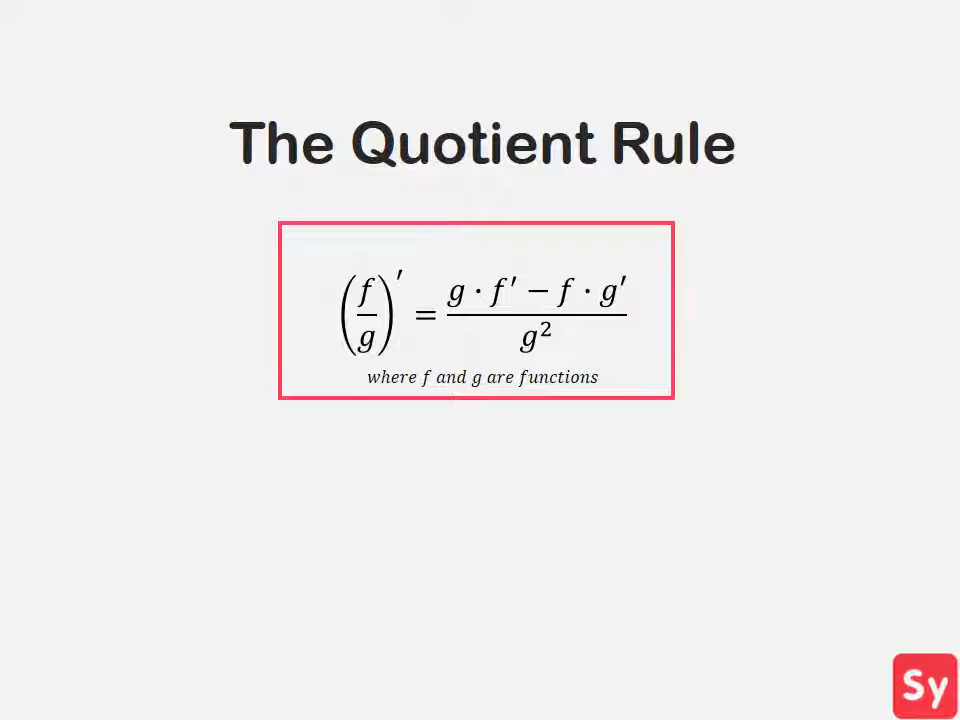 The Quotient Rule
(f/g)′ = (g · f′ − f · g′)/g²
where f and g are functions
Sy